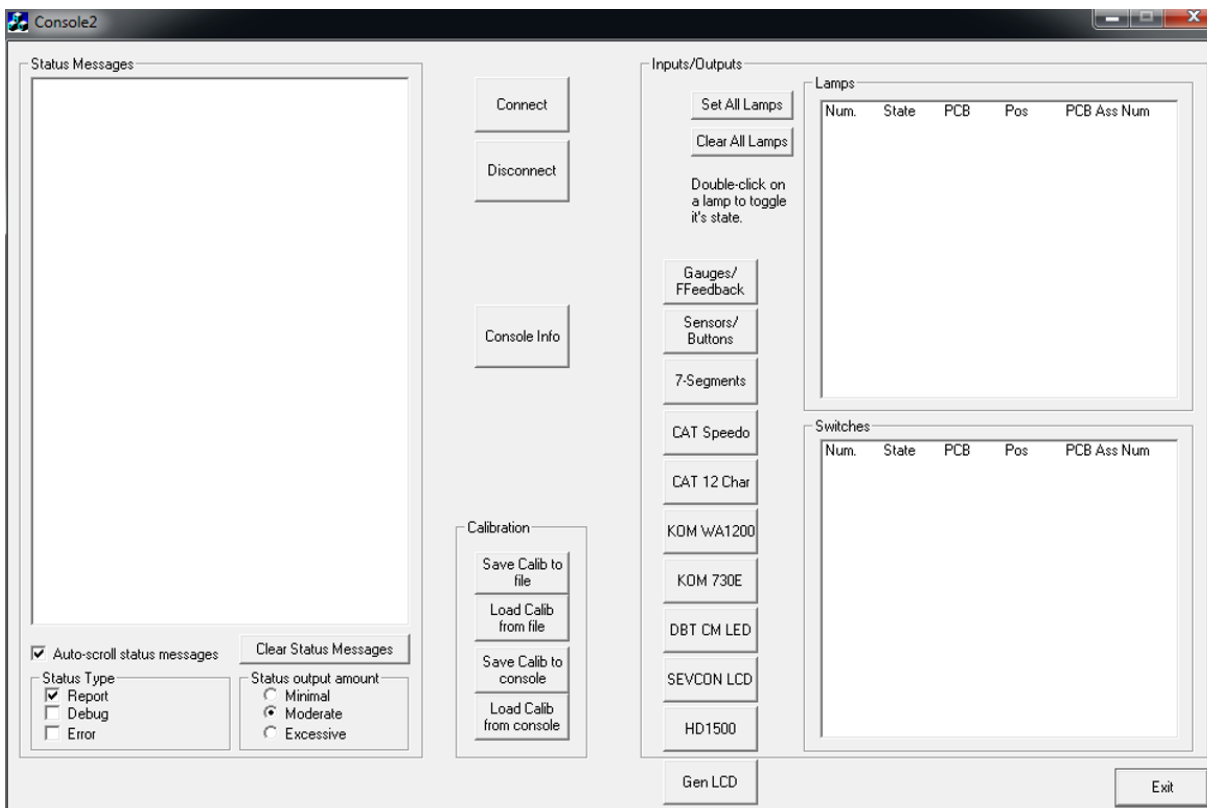 Console2
Status Messages
Auto-scroll status messages
Clear Status Messages
Status Type
Report
Debug
Error
Status output amount
Minimal
Moderate
Excessive
Connect
Disconnect
Console Info
Calibration
Save Calib to
file
Load Calib
from file
Save Calib to
console
Load Calib
from console
Inputs/Outputs
Set All Lamps
Clear All Lamps
Double-click on
a lamp to toggle
it's state.
Gauges/
FFeedback
Sensors/
Buttons
7-Segments
CAT Speedo
CAT 12 Char
KOM WA1200
KOM 730E
DBT CM LED
SEVCON LCD
HD1500
Gen LCD
Lamps
Num. State PCB Pos PCB Ass Num
Switches
Num. State PCB Pos PCB Ass Num
Exit